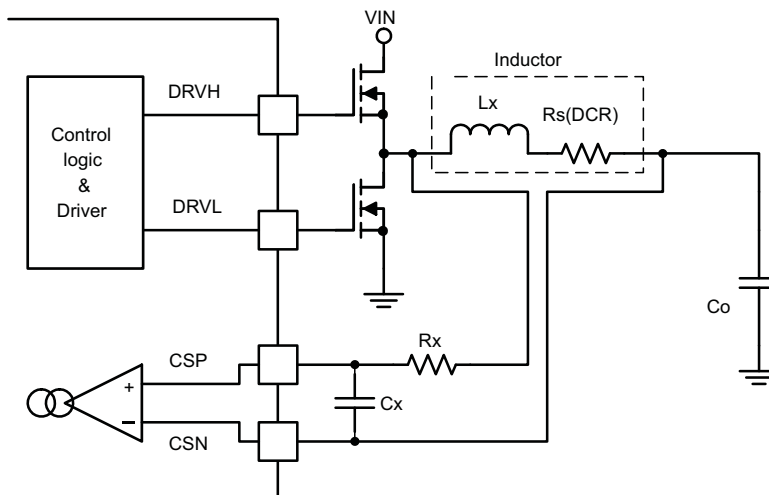 VIN
Inductor
DRVH
Lx
Rs(DCR)
Control
logic
&
Driver
DRVL
Co
CSP
Rx
+
Cx
−
CSN